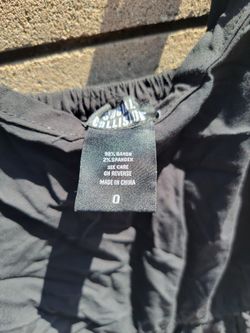 98% RAYON
2% SPANDEX
SEE CARE
ON REVERSE
MADE IN CHINA
0